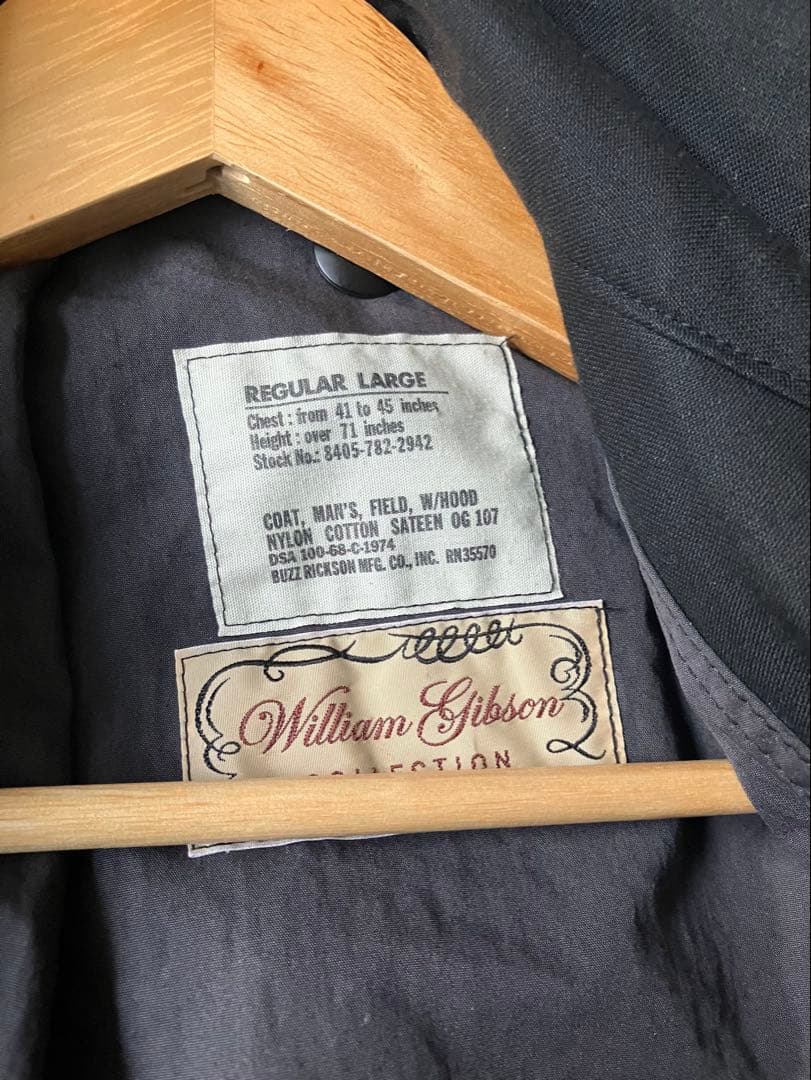 REGULAR LARGE
Chest : from 41 to 45 inches
Height : over 71 inches
Stock No.: 8405-782-2942
COAT, MAN'S, FIELD, W/HOOD
NYLON COTTON SATEEN OG 107
DSA 100-68-C-1974
BUZZ RICKSON MFG. CO., INC. RN35570
William Gibson
COLLECTION